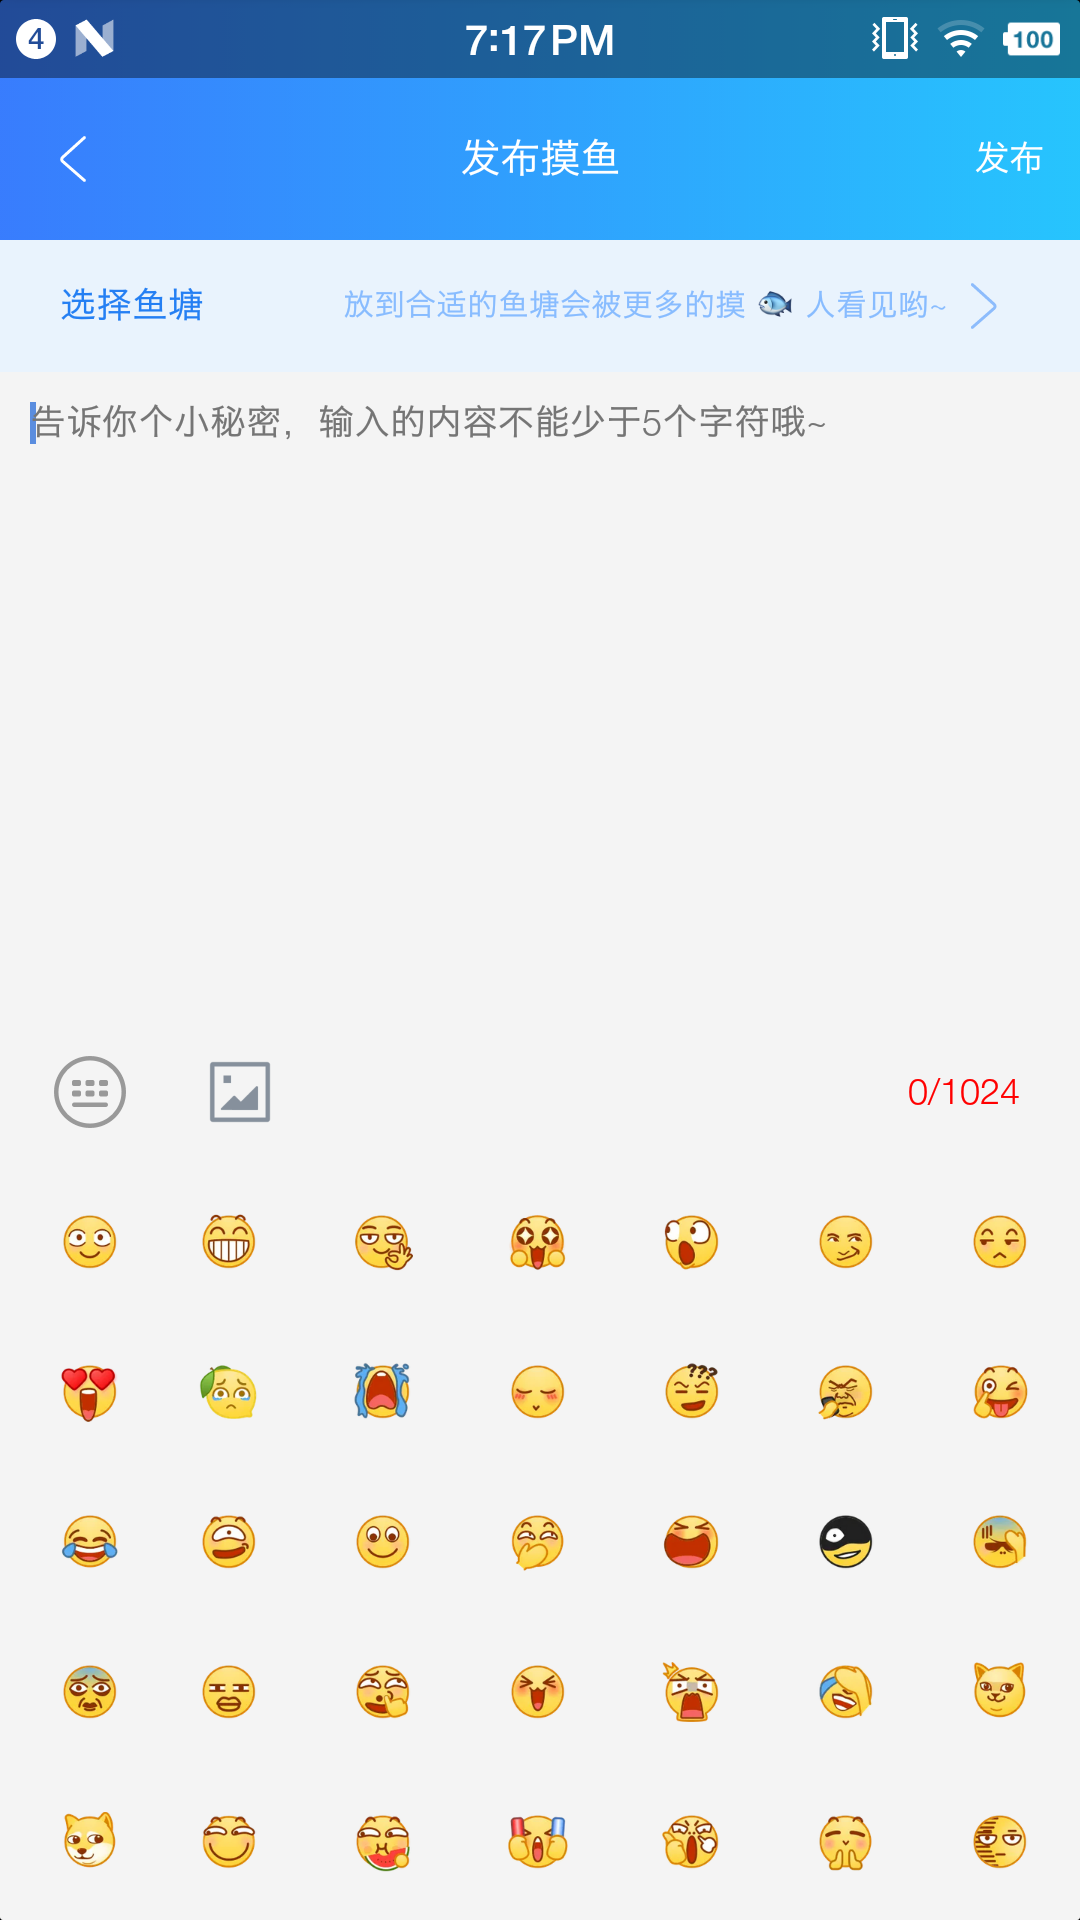 4 7:17 PM 100
发布摸鱼 发布
选择鱼塘 放到合适的鱼塘会被更多的摸🐟人看见哟~
告诉你个小秘密，输入的内容不能少于5个字符哦~
0/1024